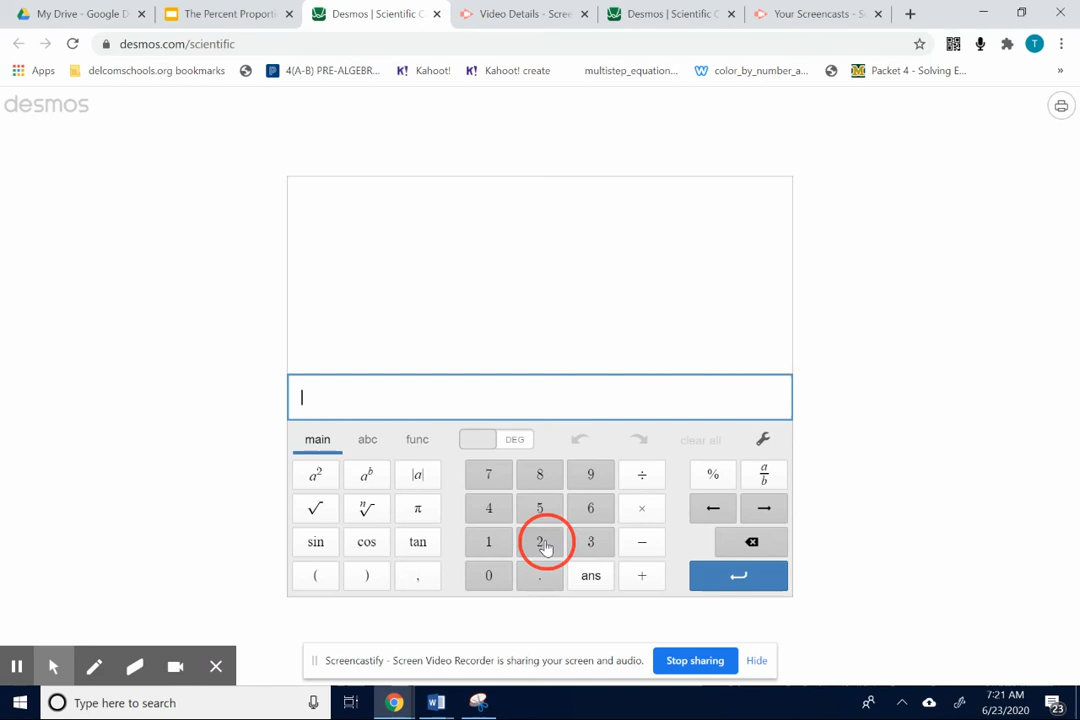 My Drive - Google D
The Percent Proporti
Desmos | Scientific C
Video Details - Scree
Desmos | Scientific C
Your Screencasts - S
desmos.com/scientific
T
Apps
delcomschools.org bookmarks
4(A-B) PRE-ALGEBR...
Kahoot!
Kahoot! create
multistep_equation...
color_by_number_a...
Packet 4 - Solving E...
»
desmos
main abc func DEG clear all
a² aᵇ |a| 7 8 9 ÷ % a/b
√ ⁿ√ π 4 5 6 × ← →
sin cos tan 1 2 3 −
( ) , 0 . ans +
Screencastify - Screen Video Recorder is sharing your screen and audio.
Stop sharing
Hide
Type here to search
7:21 AM
6/23/2020
23